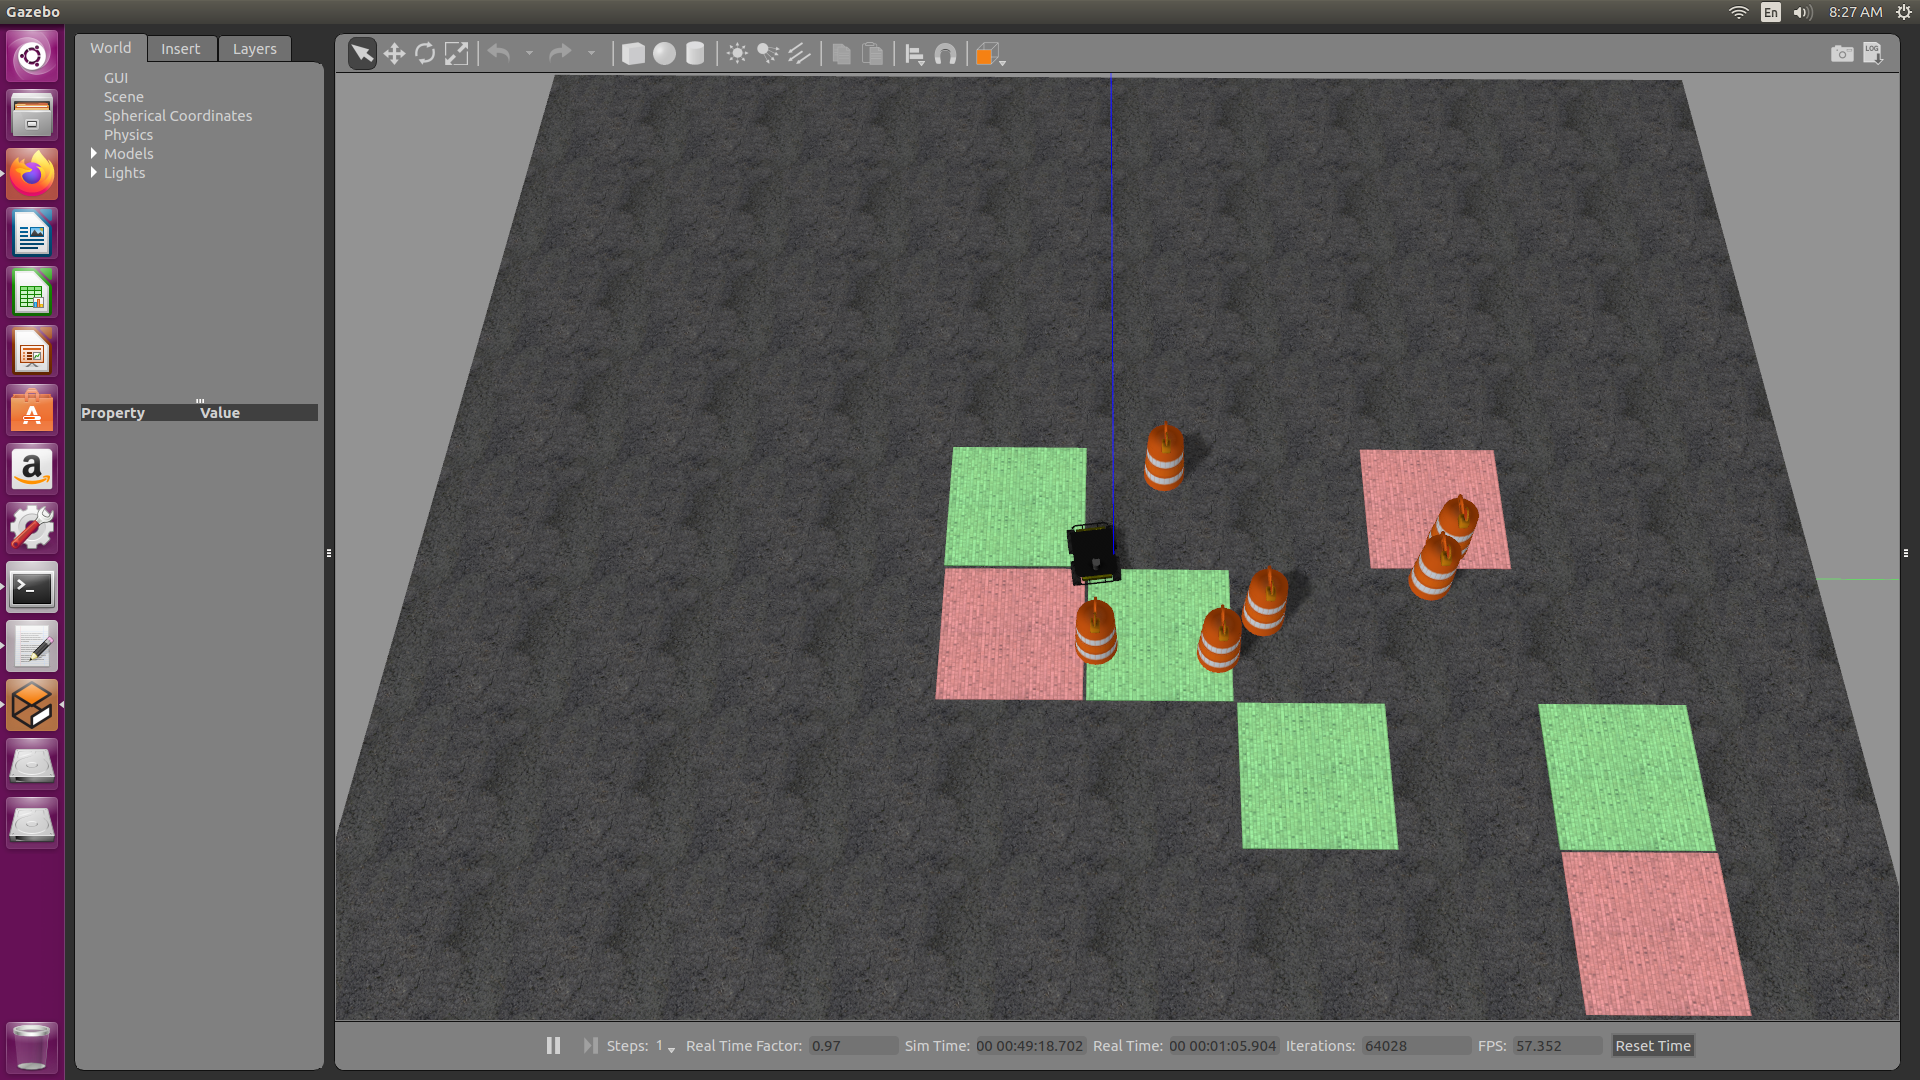 Gazebo
En
8:27 AM
World Insert Layers
GUI
Scene
Spherical Coordinates
Physics
Models
Lights
Property Value
LOG
Steps: 1 Real Time Factor: 0.97 Sim Time: 00 00:49:18.702 Real Time: 00 00:01:05.904 Iterations: 64028 FPS: 57.352 Reset Time